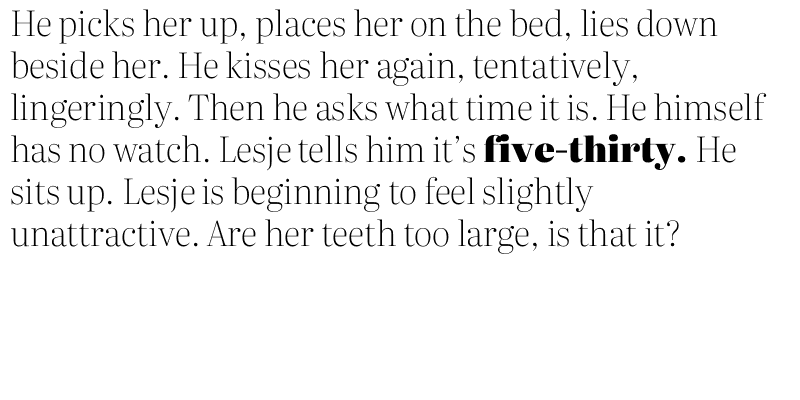 He picks her up, places her on the bed, lies down
beside her. He kisses her again, tentatively,
lingeringly. Then he asks what time it is. He himself
has no watch. Lesje tells him it’s five-thirty. He
sits up. Lesje is beginning to feel slightly
unattractive. Are her teeth too large, is that it?